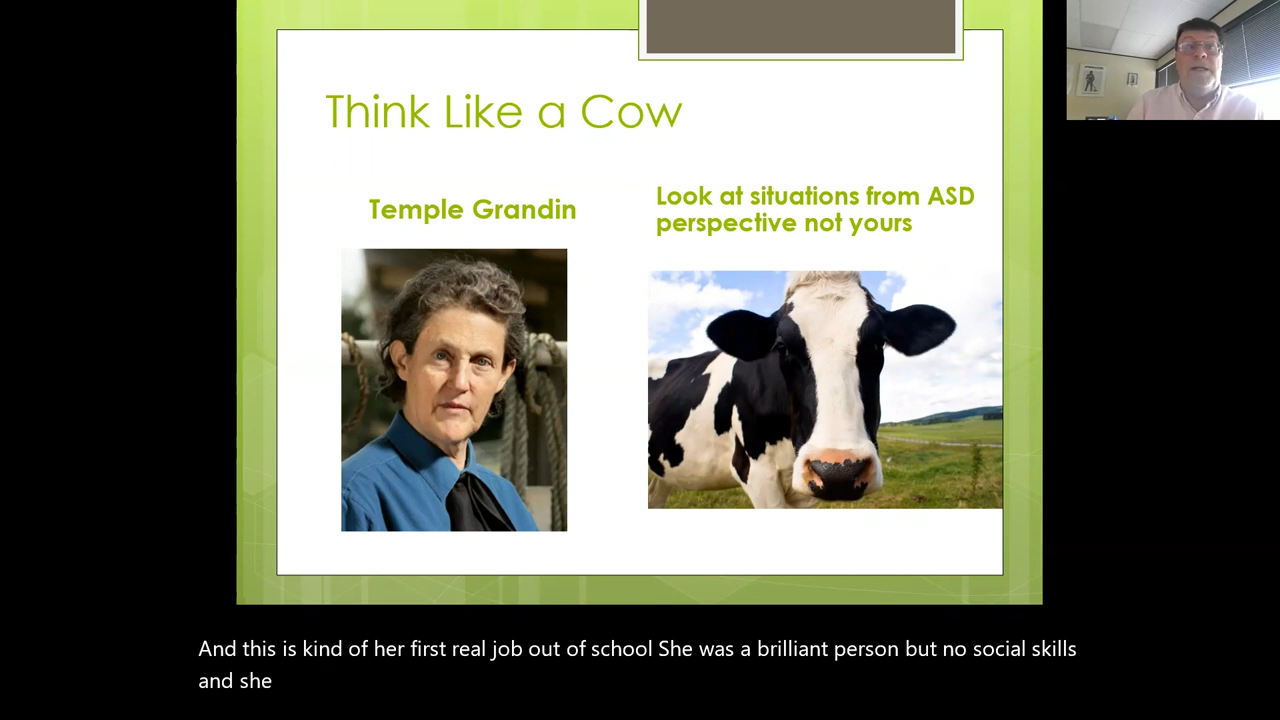 Think Like a Cow
Temple Grandin
Look at situations from ASD
perspective not yours
And this is kind of her first real job out of school She was a brilliant person but no social skills
and she